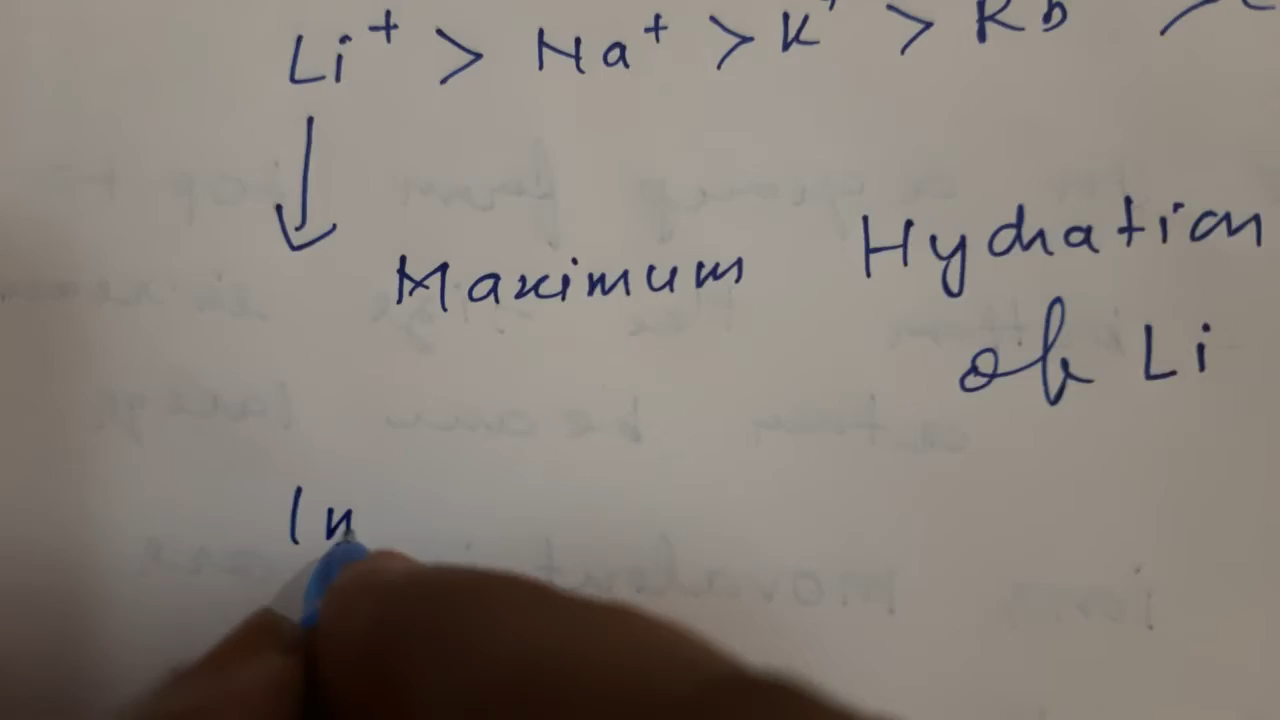 Li⁺ > Na⁺ > K⁺ > Rb >
Maximum Hydration
of Li
In